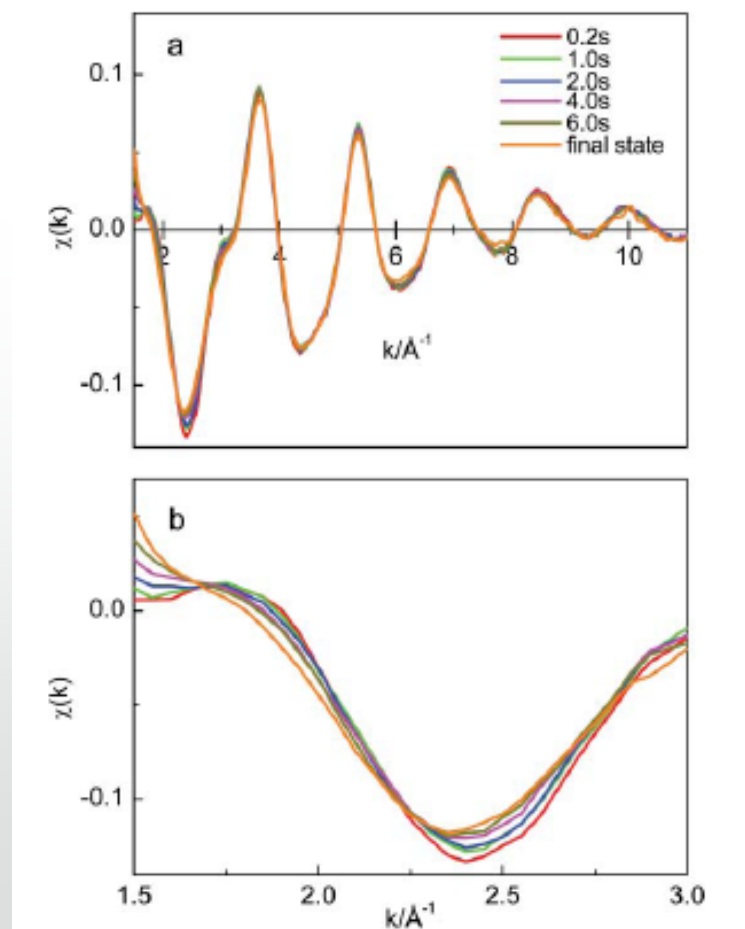 a
0.2s
1.0s
2.0s
4.0s
6.0s
final state
0.1
0.0
-0.1
χ(k)
2 4 6 8 10
k/Å⁻¹
b
0.0
-0.1
χ(k)
1.5 2.0 2.5 3.0
k/Å⁻¹